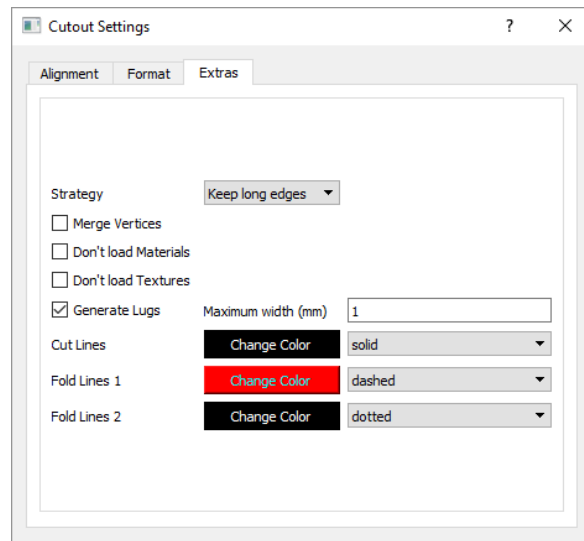 Cutout Settings ?
Alignment Format Extras
Strategy Keep long edges
Merge Vertices
Don't load Materials
Don't load Textures
Generate Lugs Maximum width (mm) 1
Cut Lines Change Color solid
Fold Lines 1 Change Color dashed
Fold Lines 2 Change Color dotted